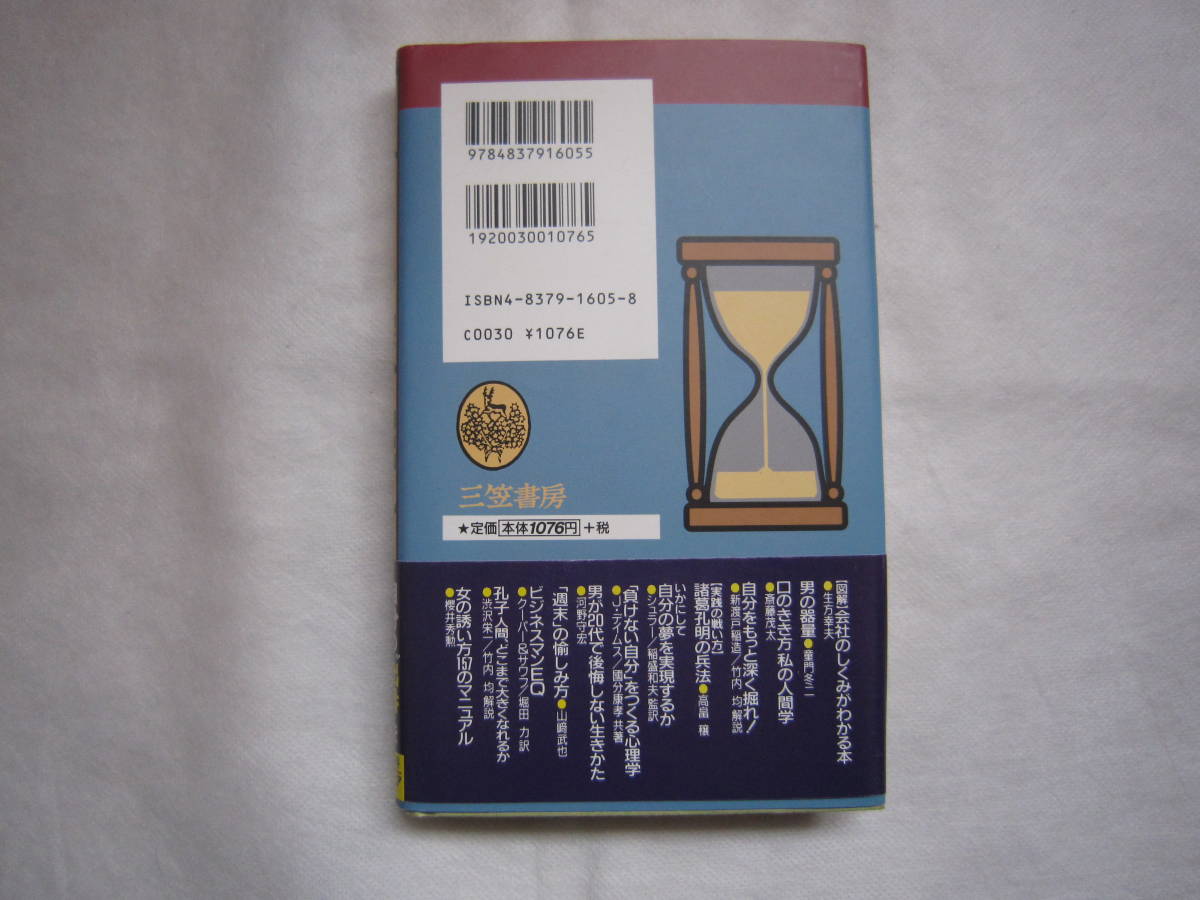 9784837916055
1920030010765
ISBN4-8379-1605-8
C0030 ¥1076E
三笠書房
★定価 本体1076円 +税
[図解]会社のしくみがわかる本
●生方幸夫
男の器量 ●童門冬二
口のきき方 私の人間学
●斎藤茂太
自分をもっと深く掘れ!
●新渡戸稲造/竹内 均 解説
[実践の戦い方]
諸葛孔明の兵法 ●高畠 穣
いかにして
自分の夢を実現するか
●シュラー/稲盛和夫 監訳
「負けない自分」をつくる心理学
●J・テイムス/國分康孝 共著
男が20代で後悔しない生きかた
●河野守宏
「週末」の愉しみ方 ●山﨑武也
ビジネスマンEQ
●クーパー&サワフ/堀田 力 訳
孔子 人間、どこまで大きくなれるか
●渋沢栄一/竹内 均 解説
女の誘い方157のマニュアル
●櫻井秀勲